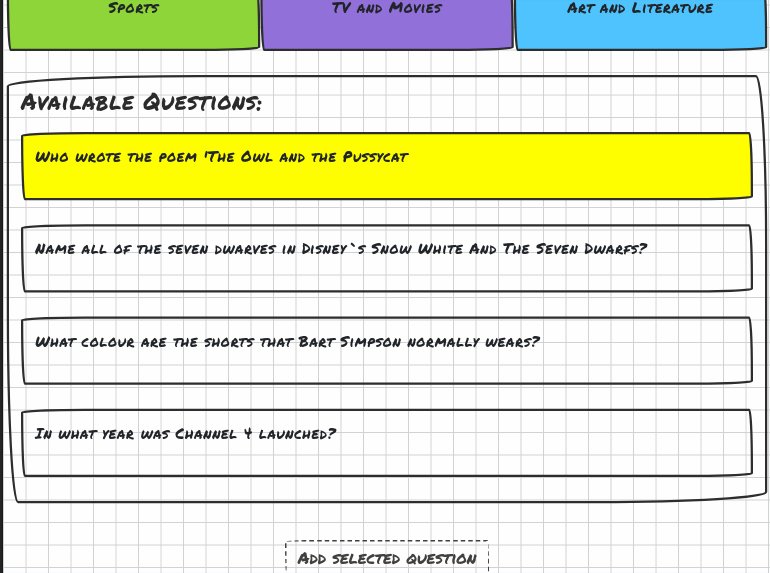 Sports
TV and Movies
Art and Literature
Available Questions:
Who wrote the poem 'The Owl and the Pussycat
Name all of the seven dwarves in Disney`s Snow White And The Seven Dwarfs?
What colour are the shorts that Bart Simpson normally wears?
In what year was Channel 4 launched?
Add selected question